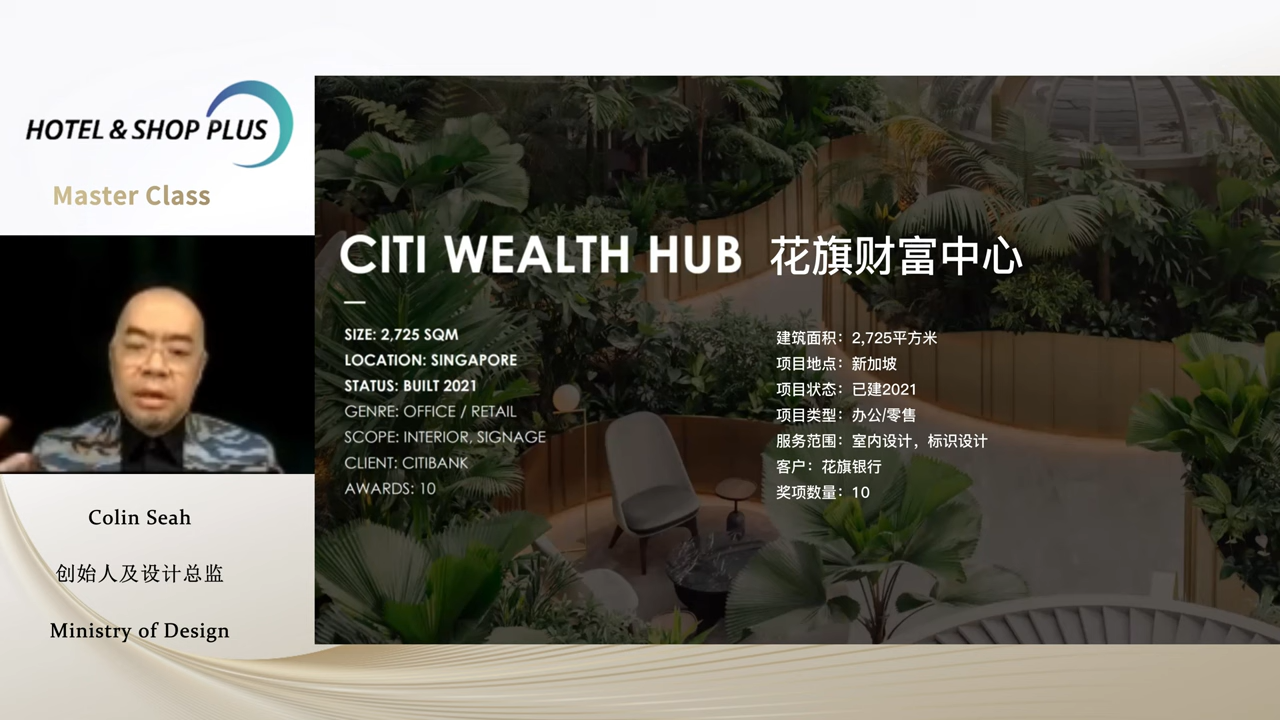 HOTEL & SHOP PLUS
Master Class
Colin Seah
创始人及设计总监
Ministry of Design
CITI WEALTH HUB 花旗财富中心
SIZE: 2,725 SQM
LOCATION: SINGAPORE
STATUS: BUILT 2021
GENRE: OFFICE / RETAIL
SCOPE: INTERIOR, SIGNAGE
CLIENT: CITIBANK
AWARDS: 10
建筑面积：2,725平方米
项目地点：新加坡
项目状态：已建2021
项目类型：办公/零售
服务范围：室内设计，标识设计
客户：花旗银行
奖项数量：10